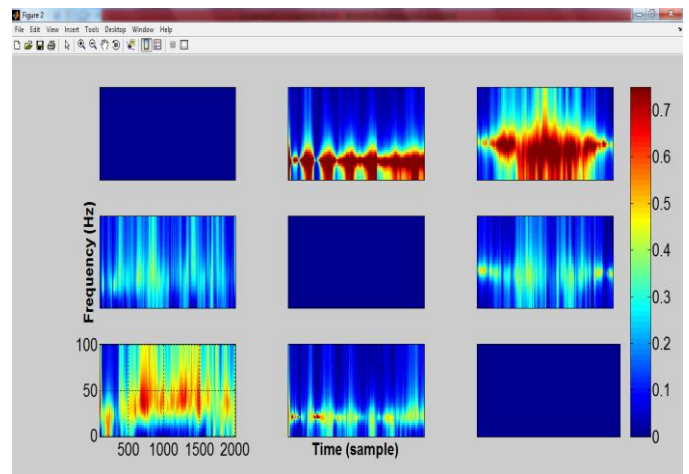 Figure 2
File Edit View Insert Tools Desktop Window Help
0.7
0.6
0.5
0.4
0.3
0.2
0.1
0
Frequency (Hz)
100
50
0
500 1000 1500 2000
Time (sample)